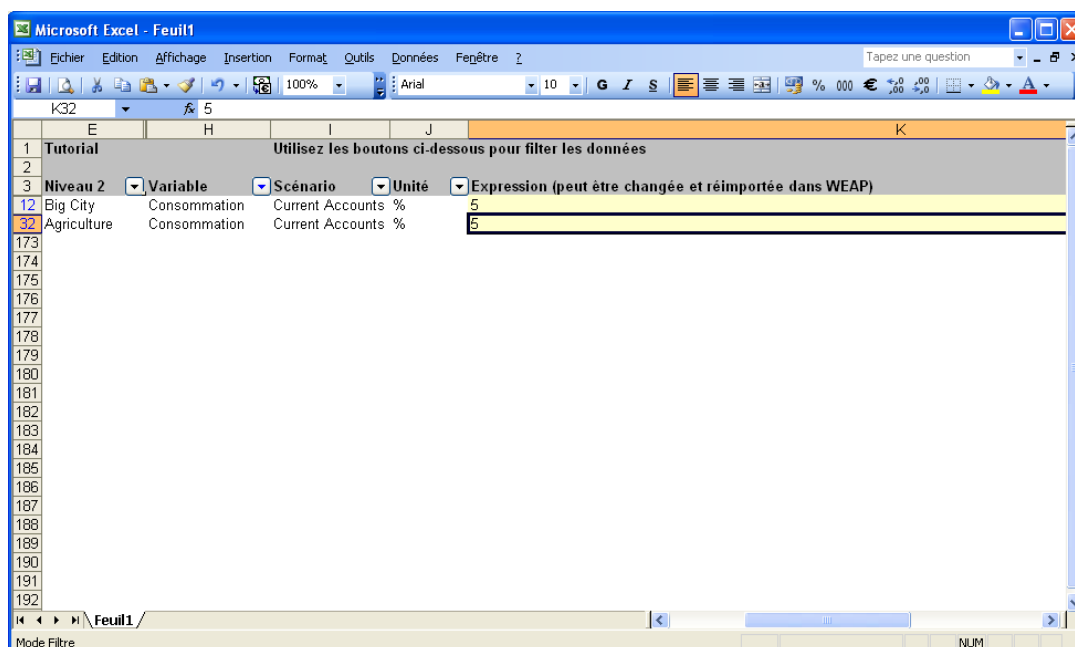 Microsoft Excel - Feuil1
Fichier Edition Affichage Insertion Format Outils Données Fenêtre ? Tapez une question
100% Arial 10 G I S % 000 €
K32 fx 5
E H I J K
1 Tutorial Utilisez les boutons ci-dessous pour filter les données
2
3 Niveau 2 Variable Scénario Unité Expression (peut être changée et réimportée dans WEAP)
12 Big City Consommation Current Accounts % 5
32 Agriculture Consommation Current Accounts % 5
173
174
175
176
177
178
179
180
181
182
183
184
185
186
187
188
189
190
191
192
Feuil1
Mode Filtre NUM